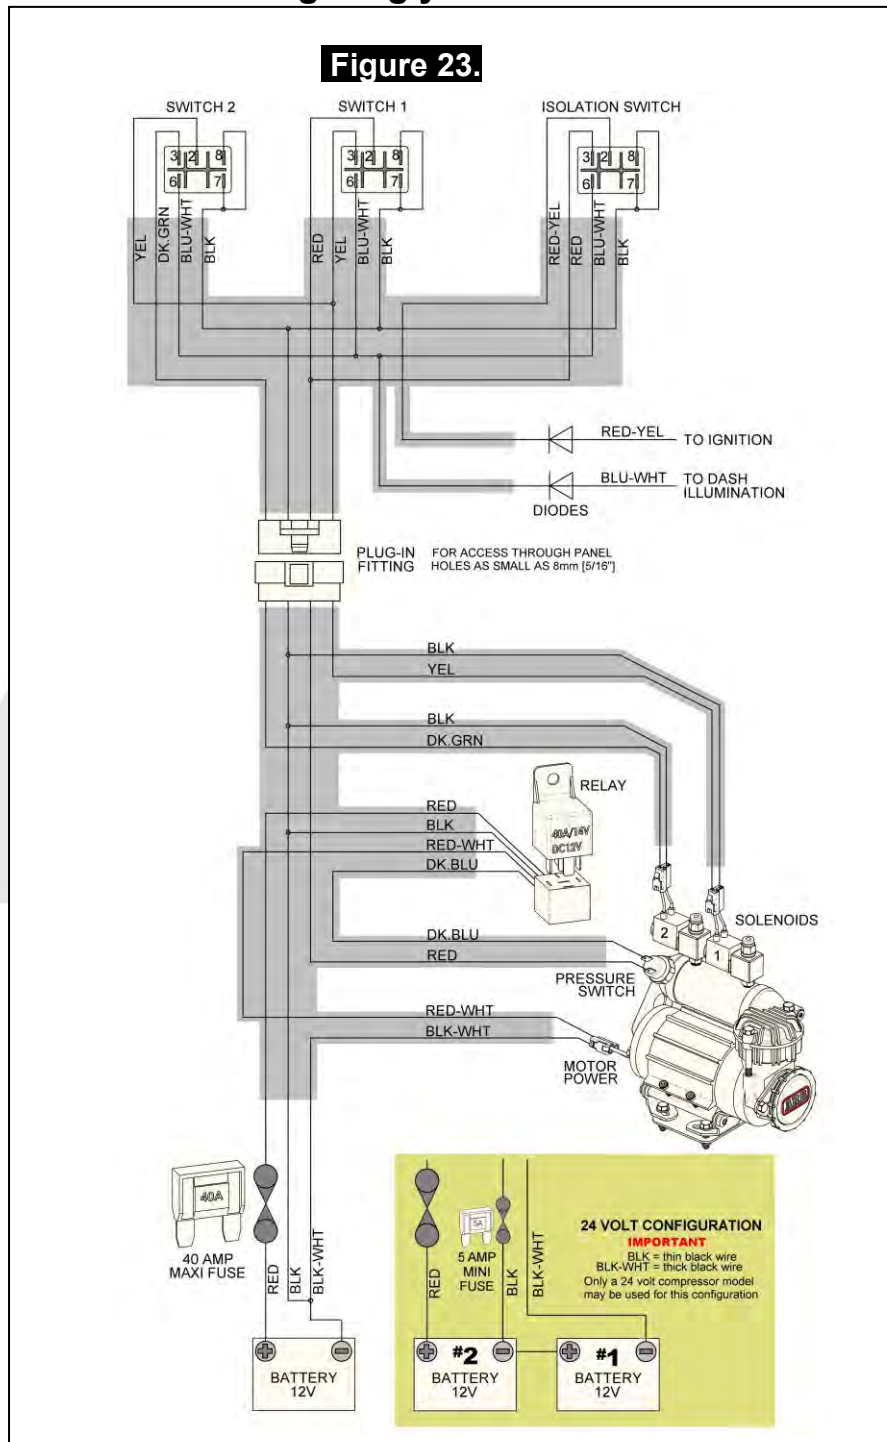 Figure 23.
SWITCH 2
SWITCH 1
ISOLATION SWITCH
3 2 8
6 7
3 2 8
6 7
3 2 8
6 7
YEL
DK.GRN
BLU-WHT
BLK
RED
YEL
BLU-WHT
BLK
RED-YEL
RED
BLU-WHT
BLK
RED-YEL
TO IGNITION
BLU-WHT
TO DASH
ILLUMINATION
DIODES
PLUG-IN
FITTING
FOR ACCESS THROUGH PANEL
HOLES AS SMALL AS 8mm [5/16"]
BLK
YEL
BLK
DK.GRN
RELAY
40A/14V
DC12V
RED
BLK
RED-WHT
DK.BLU
SOLENOIDS
2
1
DK.BLU
RED
PRESSURE
SWITCH
RED-WHT
BLK-WHT
MOTOR
POWER
40A
40 AMP
MAXI FUSE
RED
BLK
BLK-WHT
BATTERY
12V
5A
5 AMP
MINI
FUSE
RED
BLK
BLK-WHT
24 VOLT CONFIGURATION
IMPORTANT
BLK = thin black wire
BLK-WHT = thick black wire
Only a 24 volt compressor model
may be used for this configuration
#2
BATTERY
12V
#1
BATTERY
12V